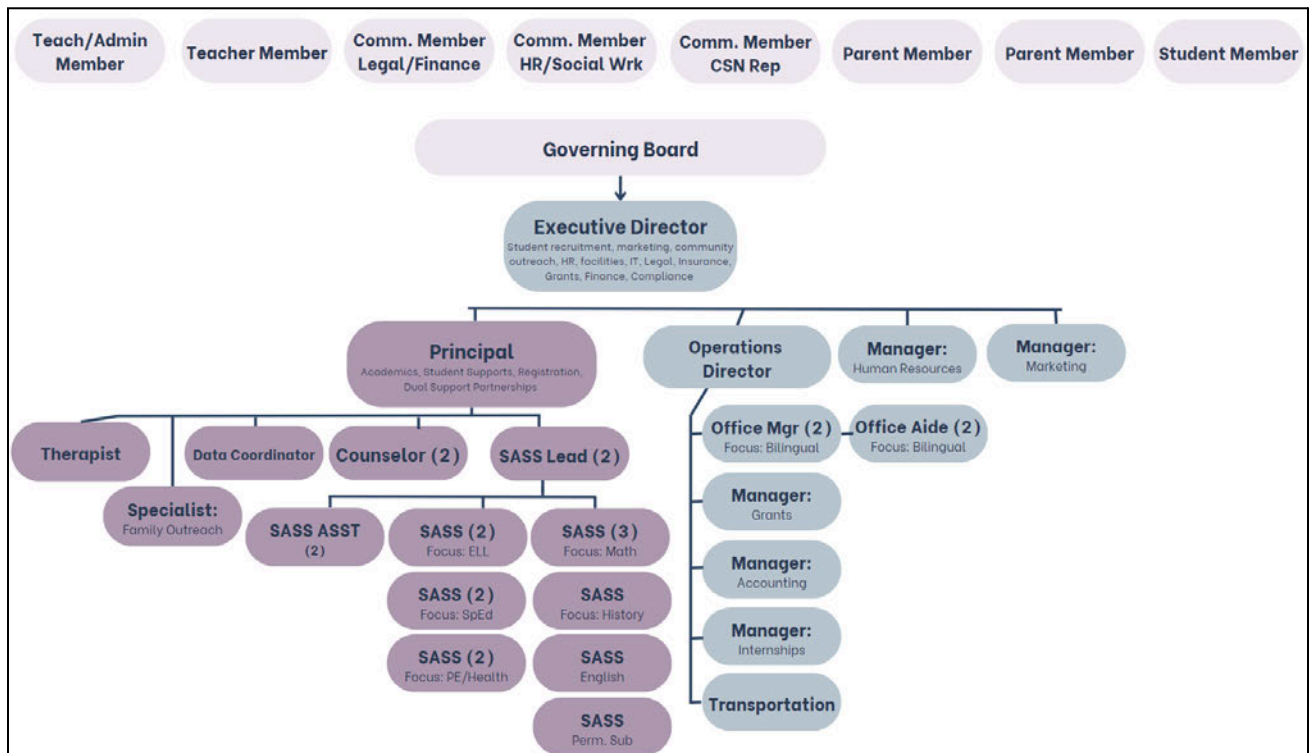 Teach/Admin
Member
Teacher Member
Comm. Member
Legal/Finance
Comm. Member
HR/Social Wrk
Comm. Member
CSN Rep
Parent Member
Parent Member
Student Member
Governing Board
Executive Director
Student recruitment, marketing, community
outreach, HR, facilities, IT, Legal, Insurance,
Grants, Finance, Compliance
Principal
Academics, Student Supports, Registration,
Dual Support Partnerships
Operations
Director
Manager:
Human Resources
Manager:
Marketing
Therapist
Specialist:
Family Outreach
Data Coordinator
Counselor (2)
SASS Lead (2)
SASS ASST
(2)
SASS (2)
Focus: ELL
SASS (2)
Focus: SpEd
SASS (2)
Focus: PE/Health
SASS (3)
Focus: Math
SASS
Focus: History
SASS
English
SASS
Perm. Sub
Office Mgr (2)
Focus: Bilingual
Office Aide (2)
Focus: Bilingual
Manager:
Grants
Manager:
Accounting
Manager:
Internships
Transportation